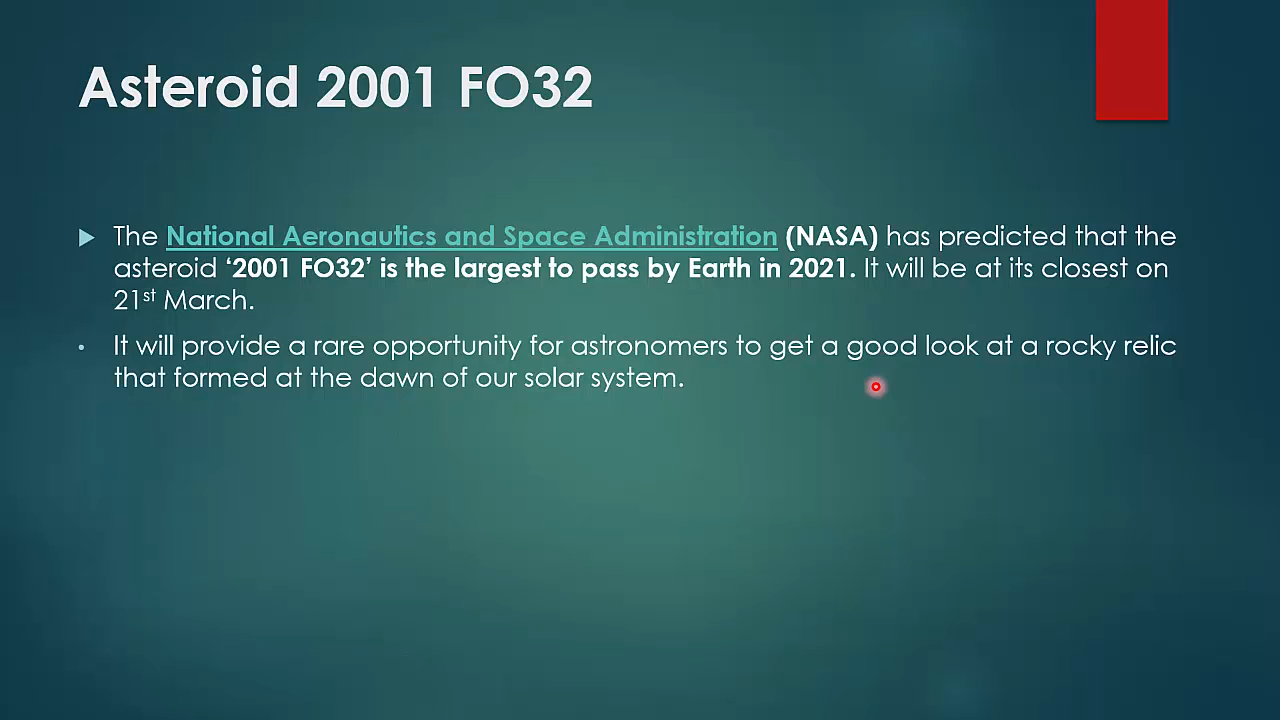 Asteroid 2001 FO32
The National Aeronautics and Space Administration (NASA) has predicted that the
asteroid ‘2001 FO32’ is the largest to pass by Earth in 2021. It will be at its closest on
21st March.
It will provide a rare opportunity for astronomers to get a good look at a rocky relic
that formed at the dawn of our solar system.